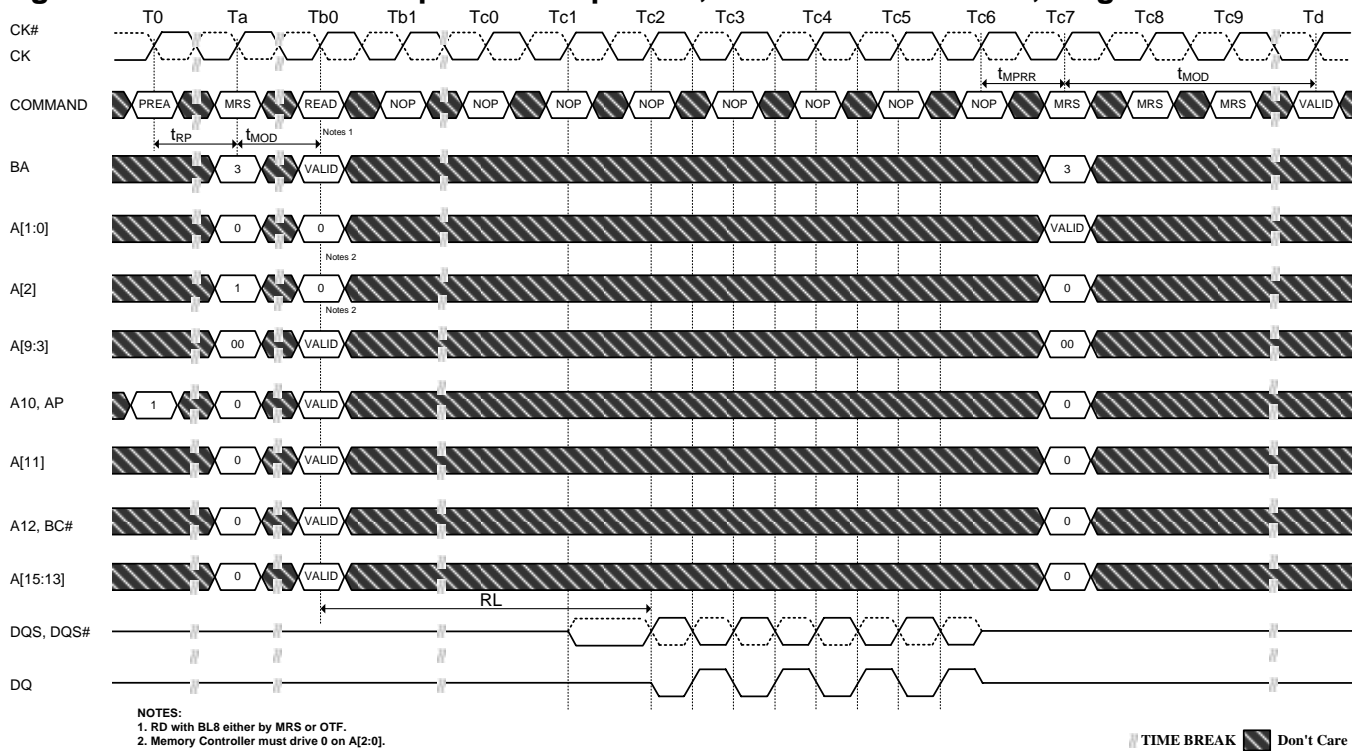 T0 Ta Tb0 Tb1 Tc0 Tc1 Tc2 Tc3 Tc4 Tc5 Tc6 Tc7 Tc8 Tc9 Td
CK#
CK
tMPRR tMOD
COMMAND PREA MRS READ NOP NOP NOP NOP NOP NOP NOP NOP MRS MRS MRS VALID
tRP tMOD Notes 1
BA 3 VALID 3
A[1:0] 0 0 VALID
Notes 2
A[2] 1 0 0
Notes 2
A[9:3] 00 VALID 00
A10, AP 1 0 VALID 0
A[11] 0 VALID 0
A12, BC# 0 VALID 0
A[15:13] 0 VALID 0
RL
DQS, DQS#
DQ
NOTES:
1. RD with BL8 either by MRS or OTF.
2. Memory Controller must drive 0 on A[2:0].
TIME BREAK Don't Care